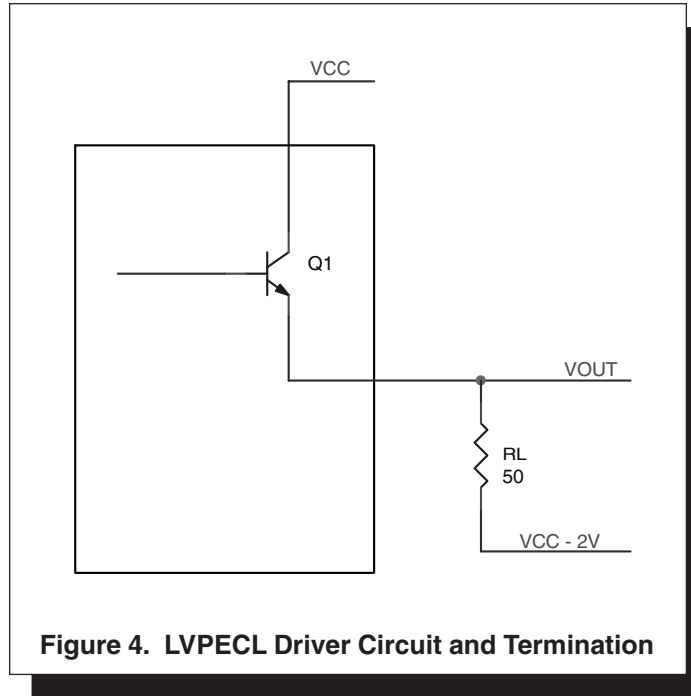 VCC
Q1
VOUT
RL
50
VCC - 2V
Figure 4. LVPECL Driver Circuit and Termination